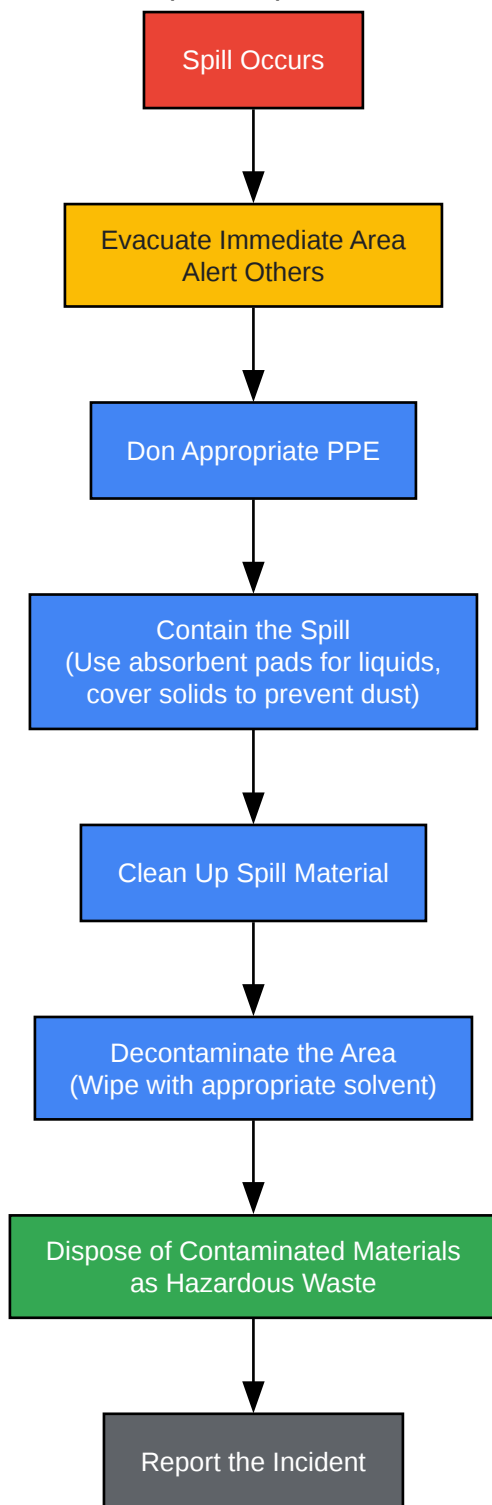 Spill Occurs
Evacuate Immediate Area
Alert Others
Don Appropriate PPE
Contain the Spill
(Use absorbent pads for liquids,
cover solids to prevent dust)
Clean Up Spill Material
Decontaminate the Area
(Wipe with appropriate solvent)
Dispose of Contaminated Materials
as Hazardous Waste
Report the Incident